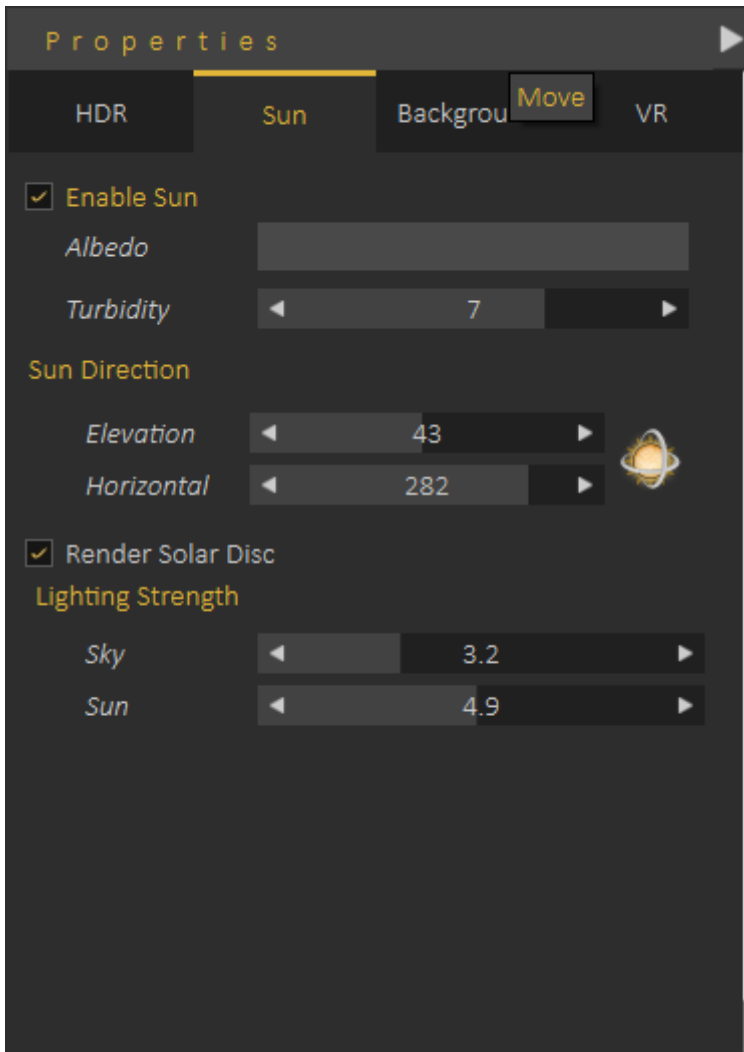 Properties
HDR Sun Backgrou Move VR
Enable Sun
Albedo
Turbidity 7
Sun Direction
Elevation 43
Horizontal 282
Render Solar Disc
Lighting Strength
Sky 3.2
Sun 4.9